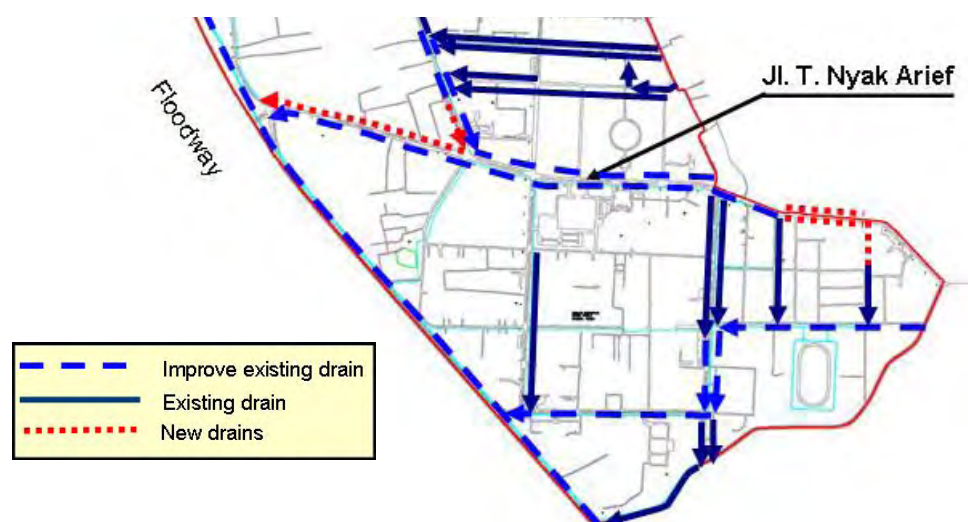 Jl. T. Nyak Arief
Floodway
Improve existing drain
Existing drain
New drains